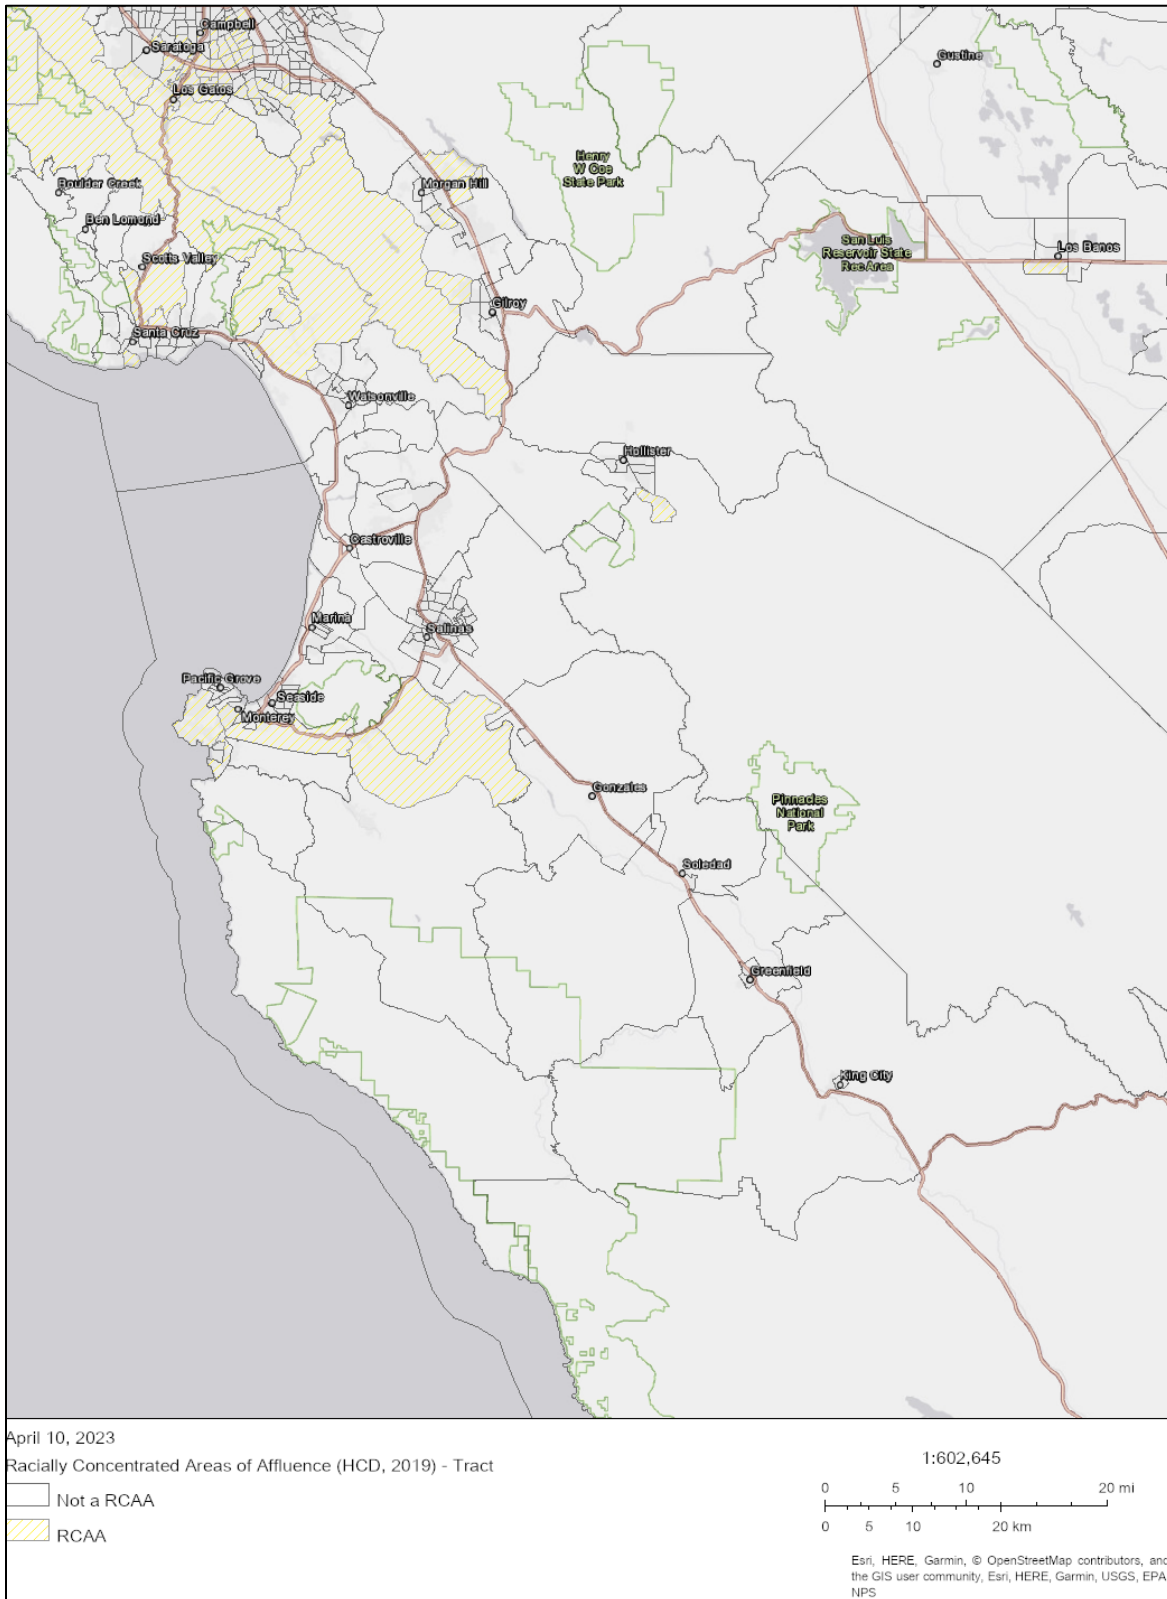 Campbell
Saratoga
Gustine
Los Gatos
Henry
W Coe
State Park
Morgan Hill
Boulder Creek
Ben Lomond
San Luis
Reservoir State
Rec Area
Los Banos
Scotts Valley
Gilroy
Santa Cruz
Watsonville
Hollister
Castroville
Marina
Salinas
Pacific Grove
Seaside
Monterey
Gonzales
Pinnacles
National
Park
Soledad
Greenfield
King City
April 10, 2023
Racially Concentrated Areas of Affluence (HCD, 2019) - Tract
Not a RCAA
RCAA
1:602,645
0 5 10 20 mi
0 5 10 20 km
Esri, HERE, Garmin, © OpenStreetMap contributors, and
the GIS user community, Esri, HERE, Garmin, USGS, EPA,
NPS